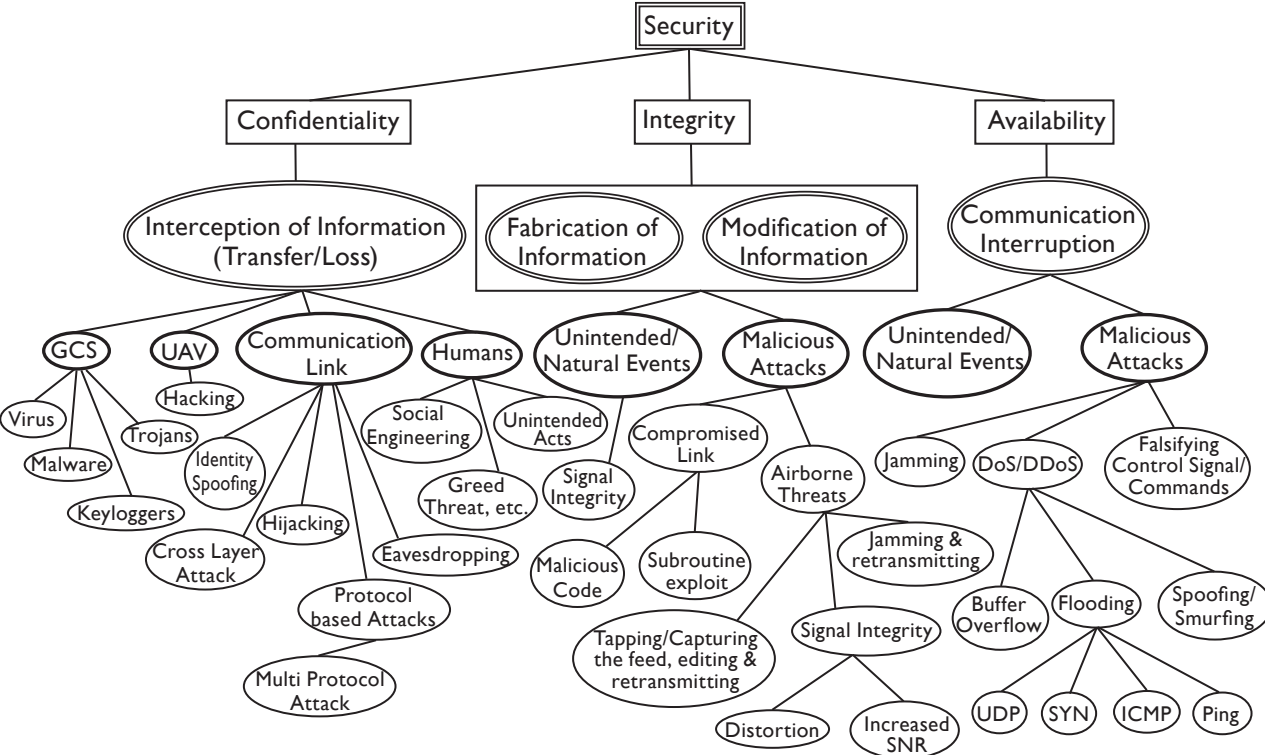 Security
Confidentiality
Integrity
Availability
Interception of Information
(Transfer/Loss)
Fabrication of
Information
Modification of
Information
Communication
Interruption
GCS
UAV
Communication
Link
Humans
Unintended/
Natural Events
Malicious
Attacks
Unintended/
Natural Events
Malicious
Attacks
Virus
Malware
Keyloggers
Trojans
Hacking
Identity
Spoofing
Cross Layer
Attack
Hijacking
Protocol
based Attacks
Multi Protocol
Attack
Eavesdropping
Social
Engineering
Greed
Threat, etc.
Unintended
Acts
Signal
Integrity
Compromised
Link
Malicious
Code
Subroutine
exploit
Airborne
Threats
Tapping/Capturing
the feed, editing &
retransmitting
Signal Integrity
Distortion
Increased
SNR
Jamming &
retransmitting
Jamming
DoS/DDoS
Falsifying
Control Signal/
Commands
Buffer
Overflow
Flooding
Spoofing/
Smurfing
UDP
SYN
ICMP
Ping